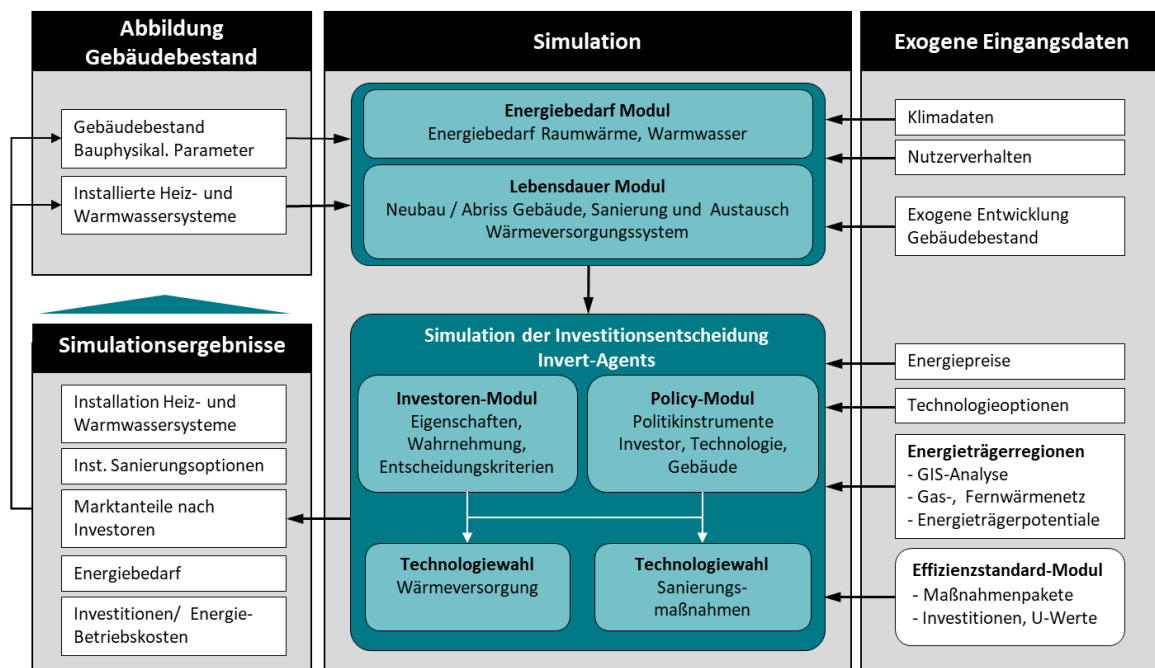 Abbildung
Gebäudebestand
Gebäudebestand
Bauphysikal. Parameter
Installierte Heiz- und
Warmwassersysteme
Simulationsergebnisse
Installation Heiz- und
Warmwassersysteme
Inst. Sanierungsoptionen
Marktanteile nach
Investoren
Energiebedarf
Investitionen/ Energie-
Betriebskosten
Simulation
Energiebedarf Modul
Energiebedarf Raumwärme, Warmwasser
Lebensdauer Modul
Neubau / Abriss Gebäude, Sanierung und Austausch
Wärmeversorgungssystem
Simulation der Investitionsentscheidung
Invert-Agents
Investoren-Modul
Eigenschaften,
Wahrnehmung,
Entscheidungskriterien
Policy-Modul
Politikinstrumente
Investor, Technologie,
Gebäude
Technologiewahl
Wärmeversorgung
Technologiewahl
Sanierungs-
maßnahmen
Exogene Eingangsdaten
Klimadaten
Nutzerverhalten
Exogene Entwicklung
Gebäudebestand
Energiepreise
Technologieoptionen
Energieträgerregionen
- GIS-Analyse
- Gas-, Fernwärmenetz
- Energieträgerpotentiale
Effizienzstandard-Modul
- Maßnahmenpakete
- Investitionen, U-Werte